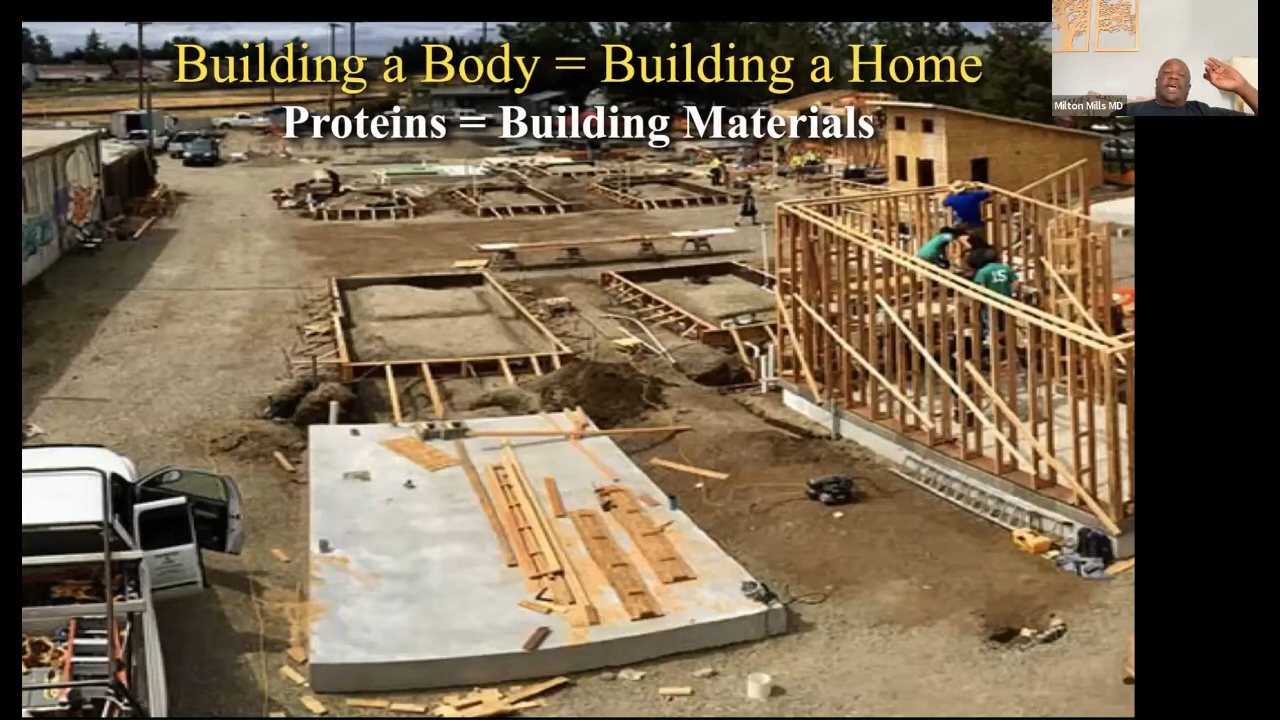 Building a Body = Building a Home
Proteins = Building Materials
Milton Mills MD
15